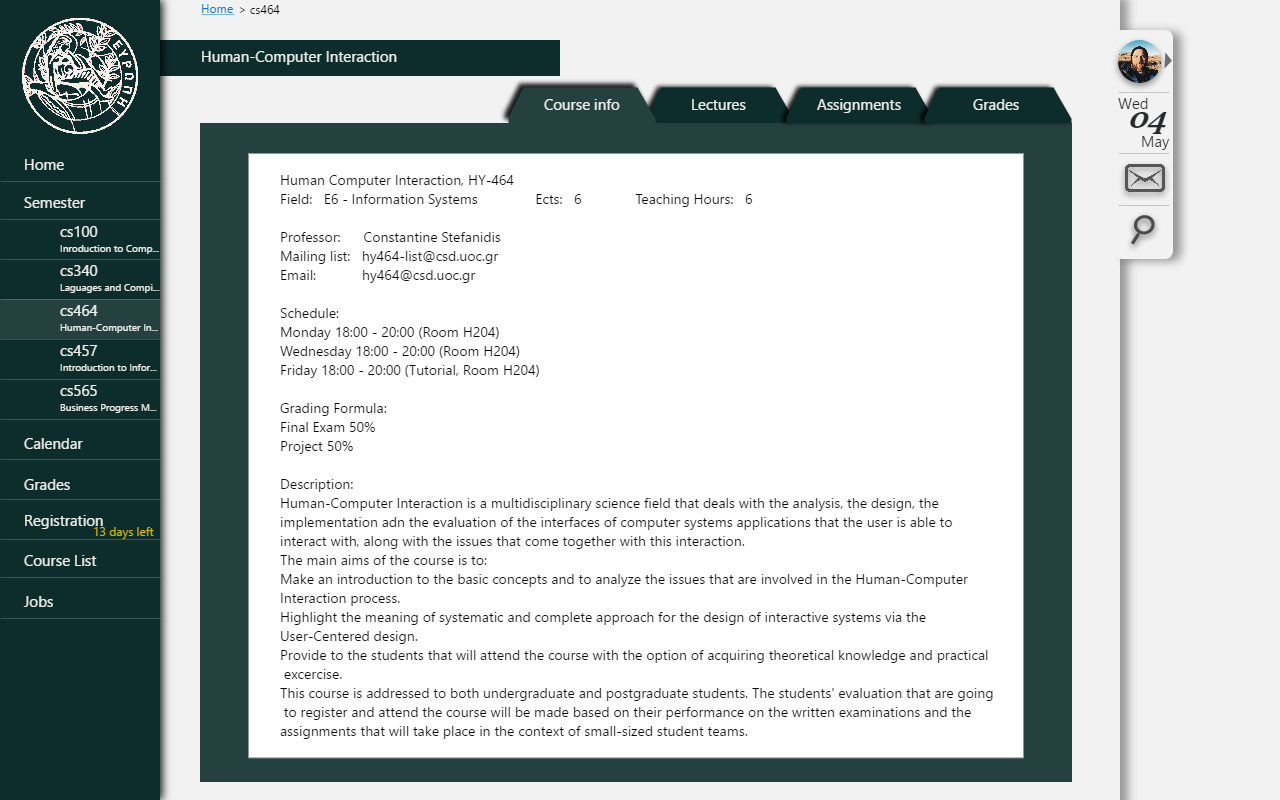 ΕΥΡΩΠΗ
Home
Semester
cs100
Inroduction to Comp...
cs340
Laguages and Compi...
cs464
Human-Computer In...
cs457
Introduction to Infor...
cs565
Business Progress M...
Calendar
Grades
Registration
13 days left
Course List
Jobs
Home > cs464
Human-Computer Interaction
Course info Lectures Assignments Grades
Human Computer Interaction, HY-464
Field: E6 - Information Systems Ects: 6 Teaching Hours: 6
Professor: Constantine Stefanidis
Mailing list: hy464-list@csd.uoc.gr
Email: hy464@csd.uoc.gr
Schedule:
Monday 18:00 - 20:00 (Room H204)
Wednesday 18:00 - 20:00 (Room H204)
Friday 18:00 - 20:00 (Tutorial, Room H204)
Grading Formula:
Final Exam 50%
Project 50%
Description:
Human-Computer Interaction is a multidisciplinary science field that deals with the analysis, the design, the
implementation adn the evaluation of the interfaces of computer systems applications that the user is able to
interact with, along with the issues that come together with this interaction.
The main aims of the course is to:
Make an introduction to the basic concepts and to analyze the issues that are involved in the Human-Computer
Interaction process.
Highlight the meaning of systematic and complete approach for the design of interactive systems via the
User-Centered design.
Provide to the students that will attend the course with the option of acquiring theoretical knowledge and practical
excercise.
This course is addressed to both undergraduate and postgraduate students. The students' evaluation that are going
to register and attend the course will be made based on their performance on the written examinations and the
assignments that will take place in the context of small-sized student teams.
Wed
04
May